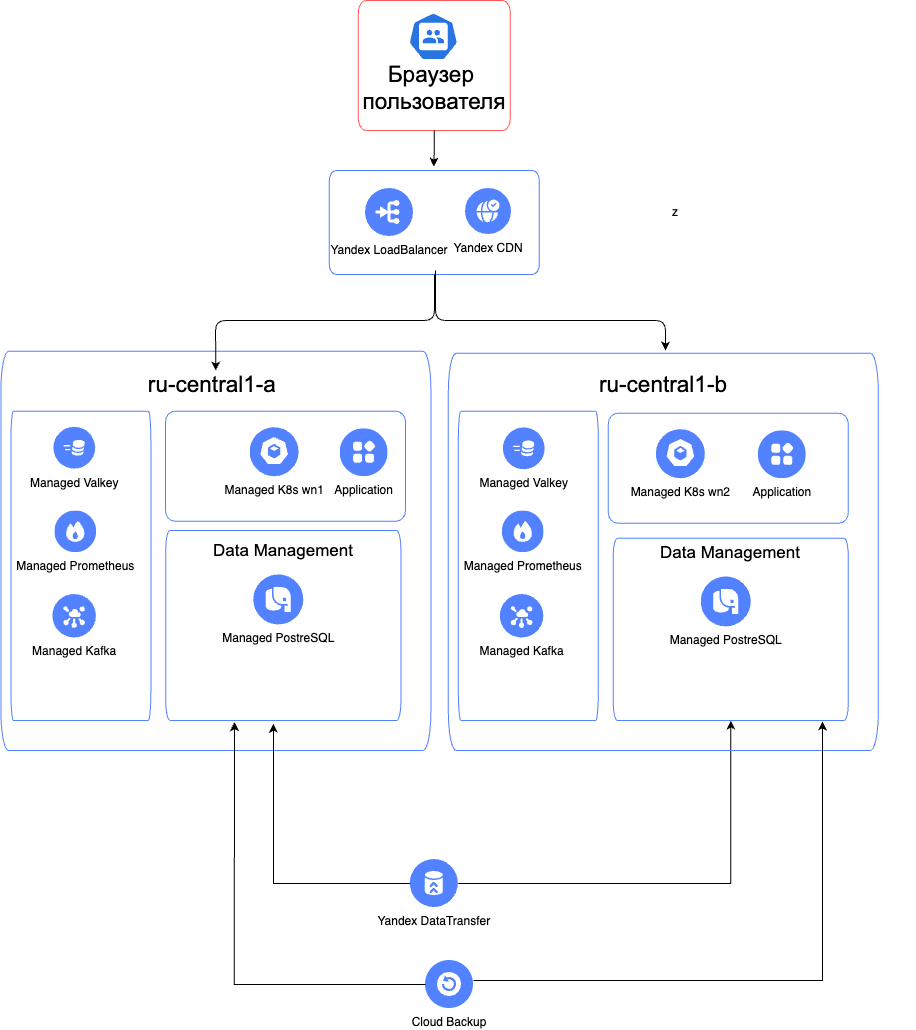 Браузер
пользователя
Yandex LoadBalancer
Yandex CDN
z
ru-central1-a
Managed Valkey
Managed Prometheus
Managed Kafka
Managed K8s wn1
Application
Data Management
Managed PostreSQL
ru-central1-b
Managed Valkey
Managed Prometheus
Managed Kafka
Managed K8s wn2
Application
Data Management
Managed PostreSQL
Yandex DataTransfer
Cloud Backup